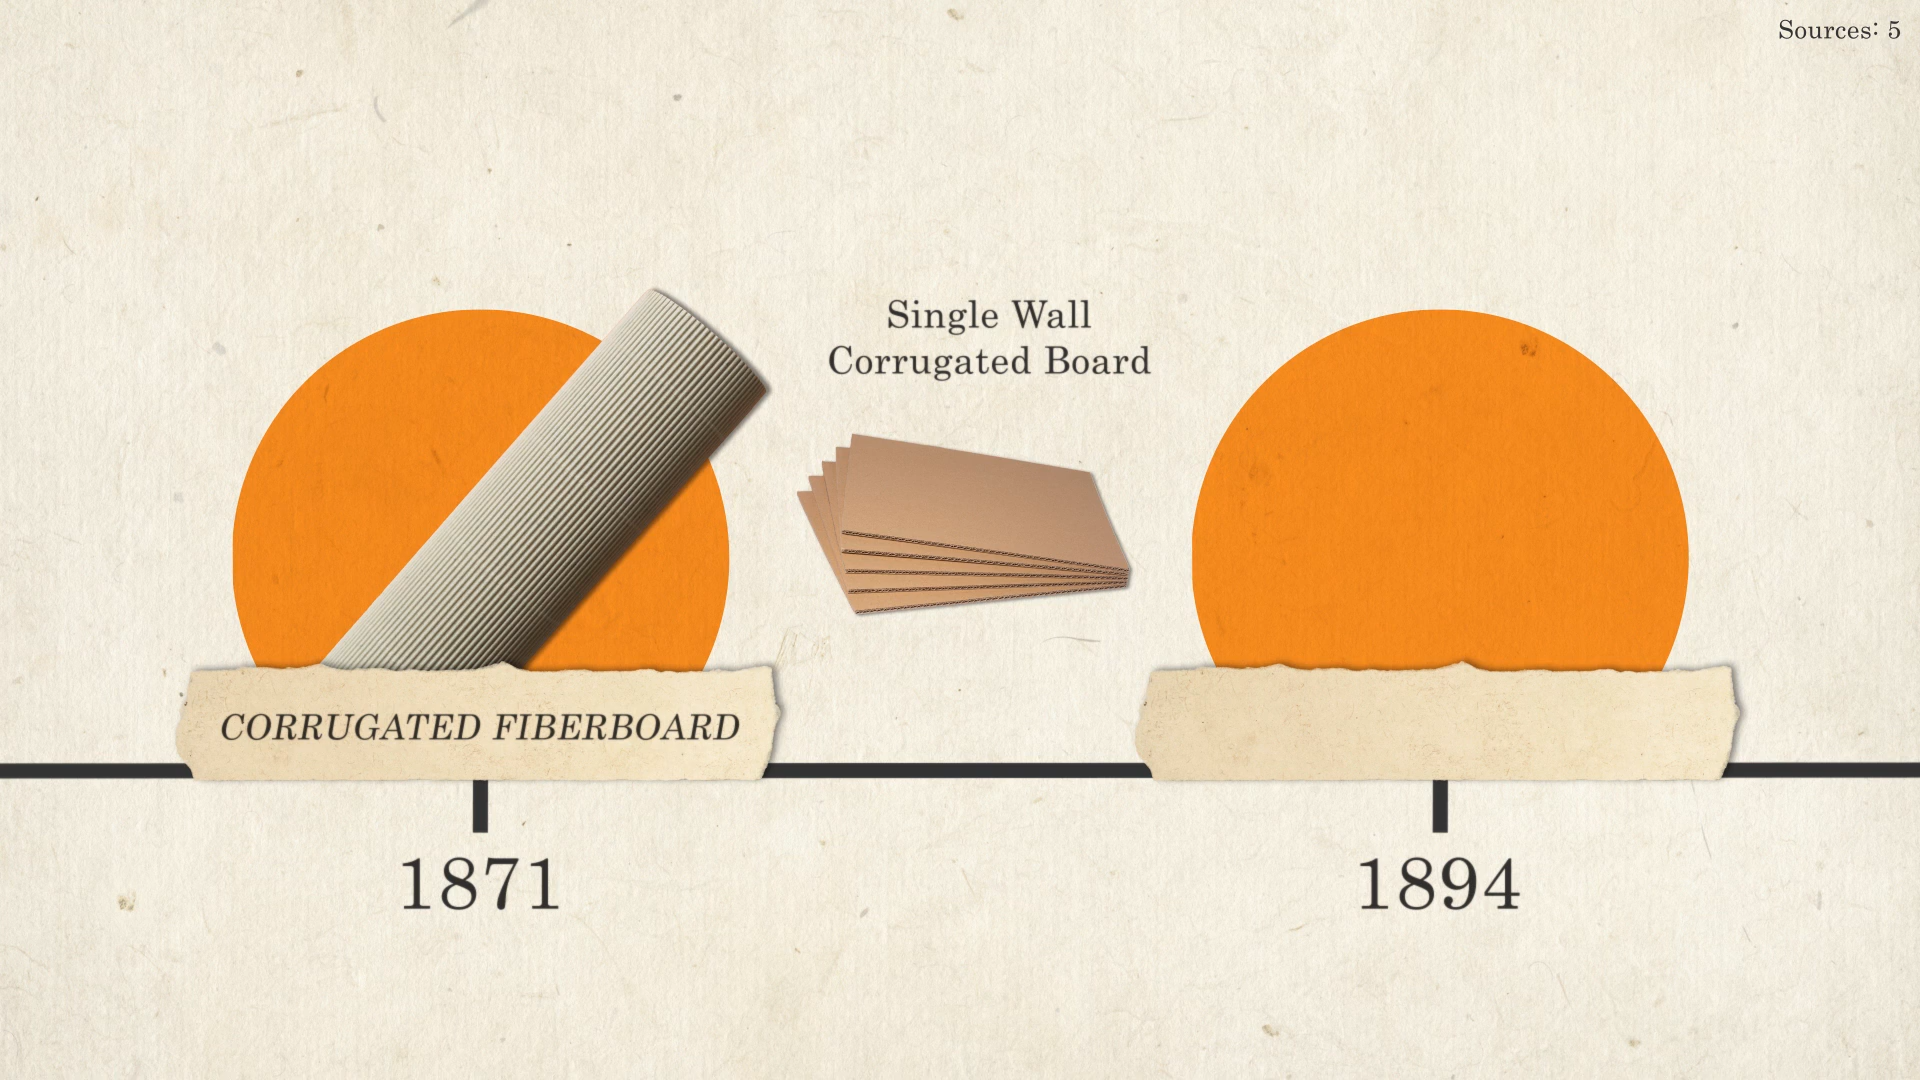 Sources: 5
Single Wall
Corrugated Board
CORRUGATED FIBERBOARD
1871
1894